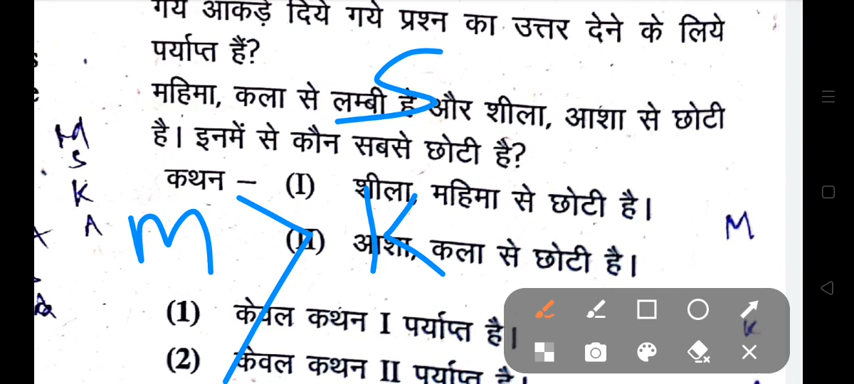 गये आंकड़े दिये गये प्रश्न का उत्तर देने के लिये
पर्याप्त हैं?
S
महिमा, कला से लम्बी है और शीला, आशा से छोटी
है। इनमें से कौन सबसे छोटी है?
M
S
K
A
कथन – (I) शीला, महिमा से छोटी है।
m > K
M
(II) आशा, कला से छोटी है।
(1) केवल कथन I पर्याप्त है।
(2) केवल कथन II पर्याप्त है।